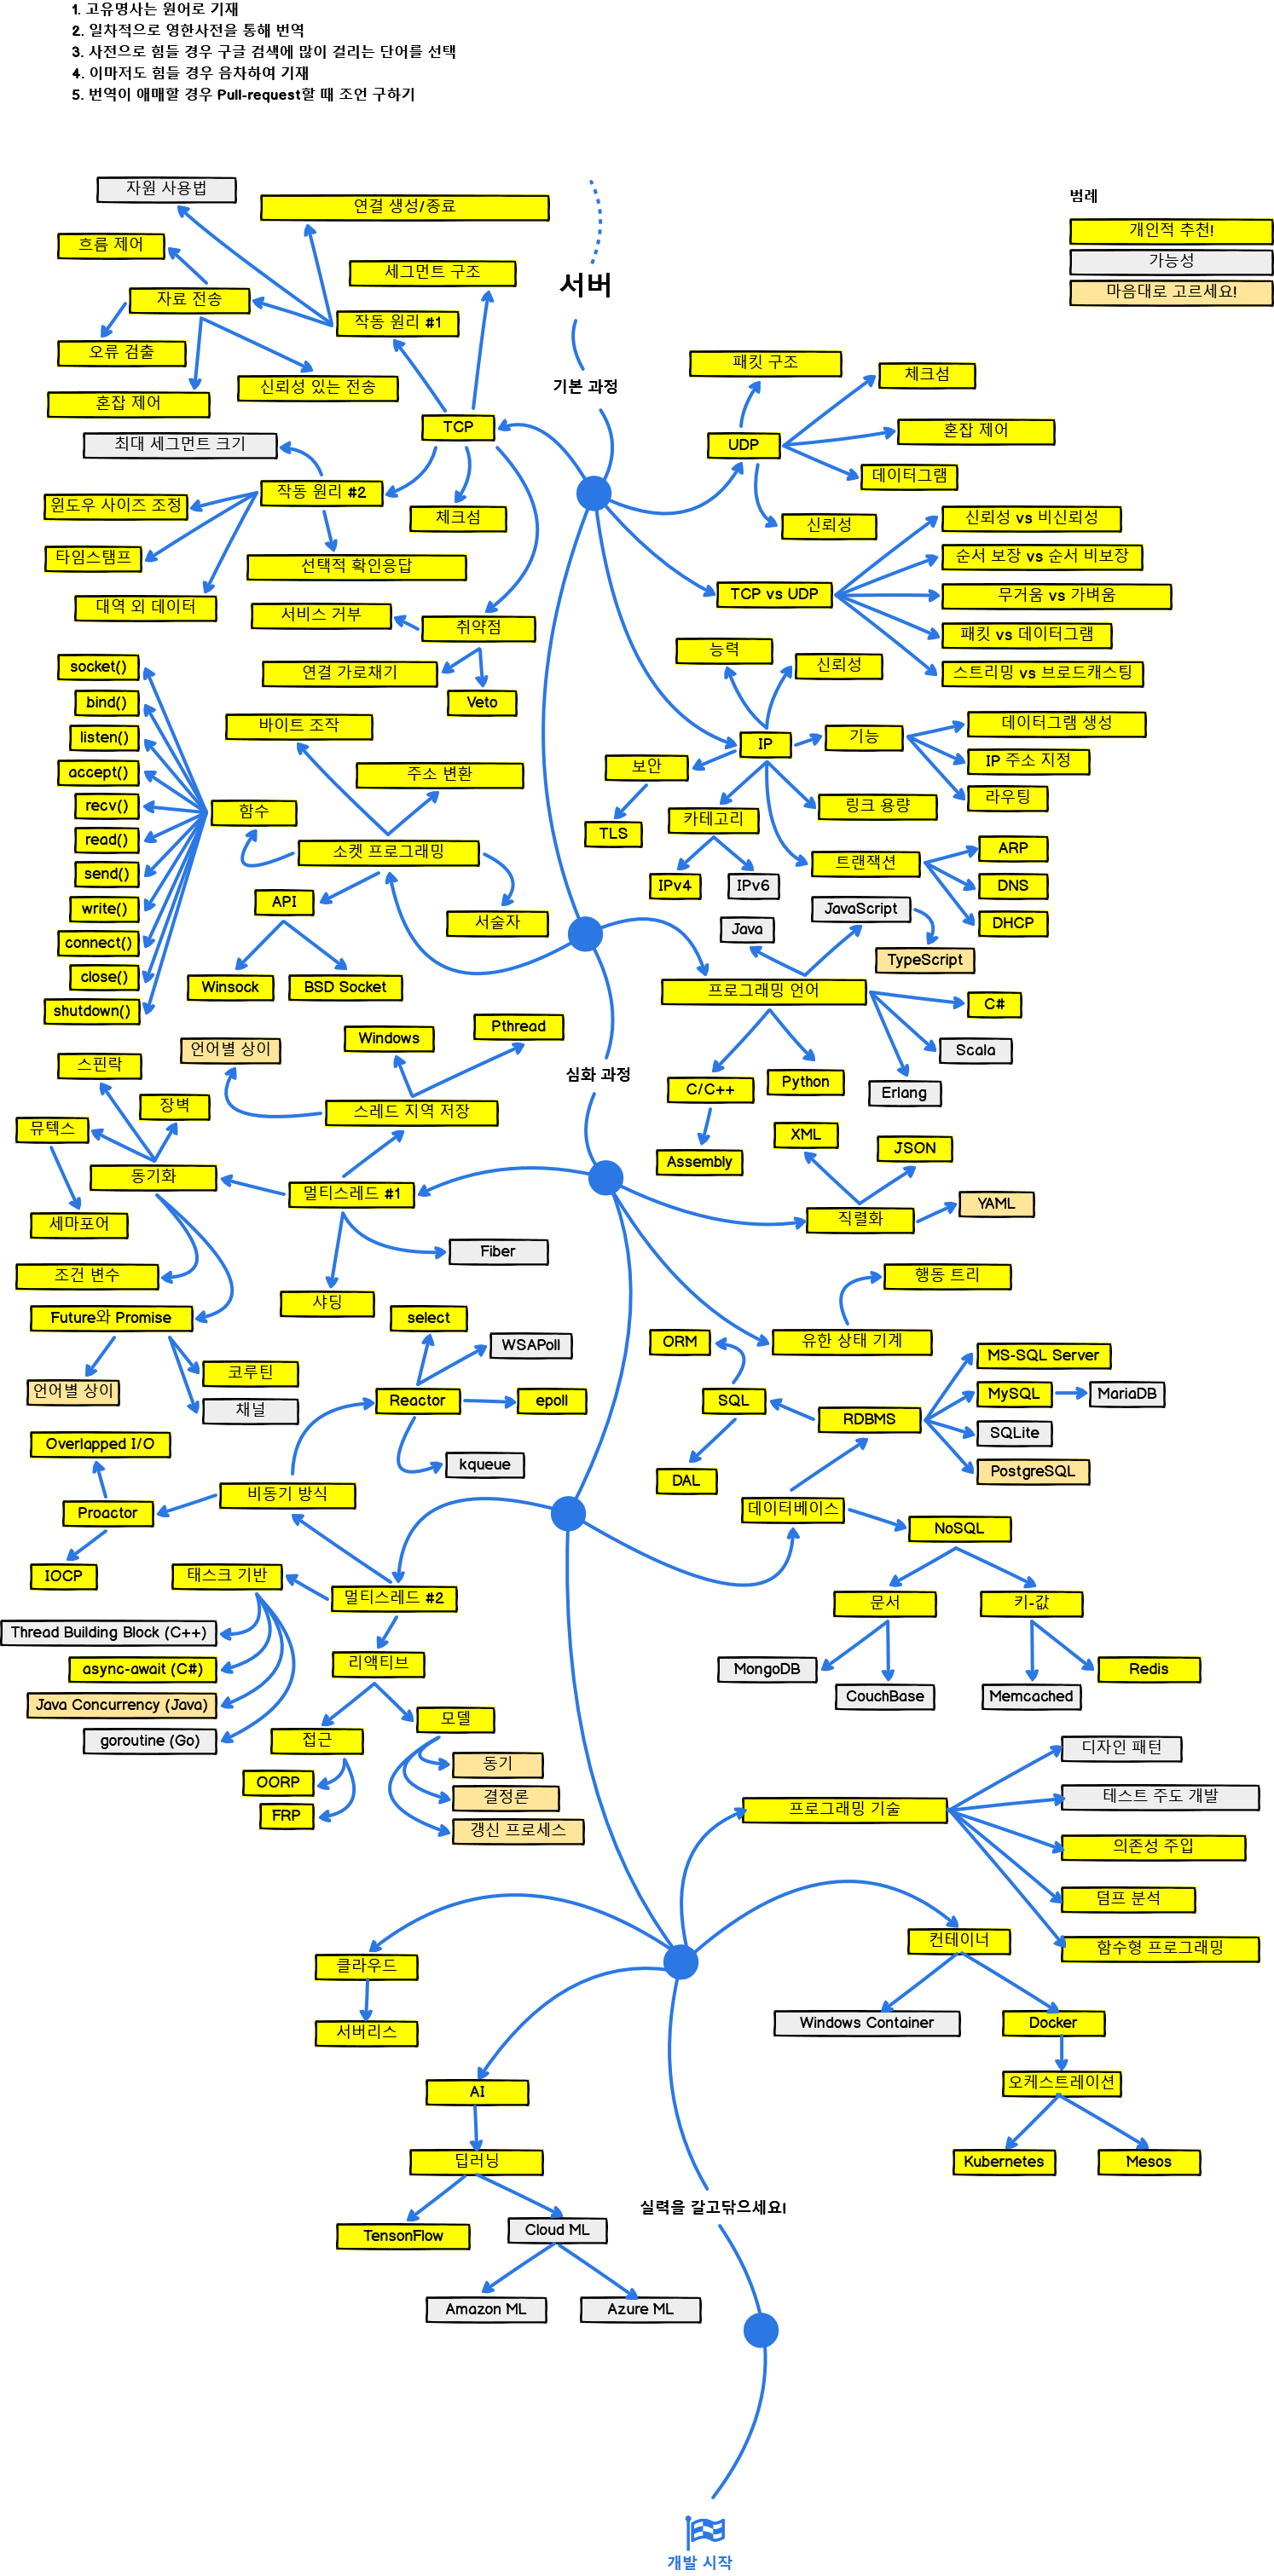 1. 고유명사는 원어로 기재
2. 일차적으로 영한사전을 통해 번역
3. 사전으로 힘들 경우 구글 검색에 많이 걸리는 단어를 선택
4. 이마저도 힘들 경우 음차하여 기재
5. 번역이 애매할 경우 Pull-request할 때 조언 구하기
범례
개인적 추천!
가능성
마음대로 고르세요!
서버
기본 과정
자원 사용법
연결 생성/종료
흐름 제어
세그먼트 구조
자료 전송
작동 원리 #1
오류 검출
신뢰성 있는 전송
혼잡 제어
TCP
최대 세그먼트 크기
작동 원리 #2
윈도우 사이즈 조정
체크섬
타임스탬프
선택적 확인응답
대역 외 데이터
서비스 거부
취약점
연결 가로채기
Veto
패킷 구조
체크섬
UDP
혼잡 제어
데이터그램
신뢰성
TCP vs UDP
신뢰성 vs 비신뢰성
순서 보장 vs 순서 비보장
무거움 vs 가벼움
패킷 vs 데이터그램
스트리밍 vs 브로드캐스팅
능력
신뢰성
IP
기능
데이터그램 생성
IP 주소 지정
라우팅
보안
TLS
카테고리
링크 용량
IPv4
IPv6
트랜잭션
ARP
DNS
DHCP
socket()
bind()
listen()
accept()
recv()
read()
send()
write()
connect()
close()
shutdown()
바이트 조작
주소 변환
함수
소켓 프로그래밍
API
서술자
Winsock
BSD Socket
Java
JavaScript
TypeScript
프로그래밍 언어
C#
Scala
Erlang
C/C++
Python
Assembly
심화 과정
Pthread
Windows
언어별 상이
스핀락
장벽
뮤텍스
스레드 지역 저장
동기화
멀티스레드 #1
세마포어
Fiber
조건 변수
샤딩
Future와 Promise
언어별 상이
코루틴
채널
XML
JSON
직렬화
YAML
행동 트리
유한 상태 기계
select
WSAPoll
Reactor
epoll
kqueue
Overlapped I/O
비동기 방식
Proactor
IOCP
태스크 기반
멀티스레드 #2
Thread Building Block (C++)
async-await (C#)
Java Concurrency (Java)
goroutine (Go)
리액티브
접근
모델
OORP
FRP
동기
결정론
갱신 프로세스
ORM
SQL
DAL
RDBMS
MS-SQL Server
MySQL
MariaDB
SQLite
PostgreSQL
데이터베이스
NoSQL
문서
키-값
MongoDB
CouchBase
Memcached
Redis
프로그래밍 기술
디자인 패턴
테스트 주도 개발
의존성 주입
덤프 분석
함수형 프로그래밍
클라우드
서버리스
컨테이너
Windows Container
Docker
오케스트레이션
Kubernetes
Mesos
AI
딥러닝
TensonFlow
Cloud ML
Amazon ML
Azure ML
실력을 갈고닦으세요!
개발 시작